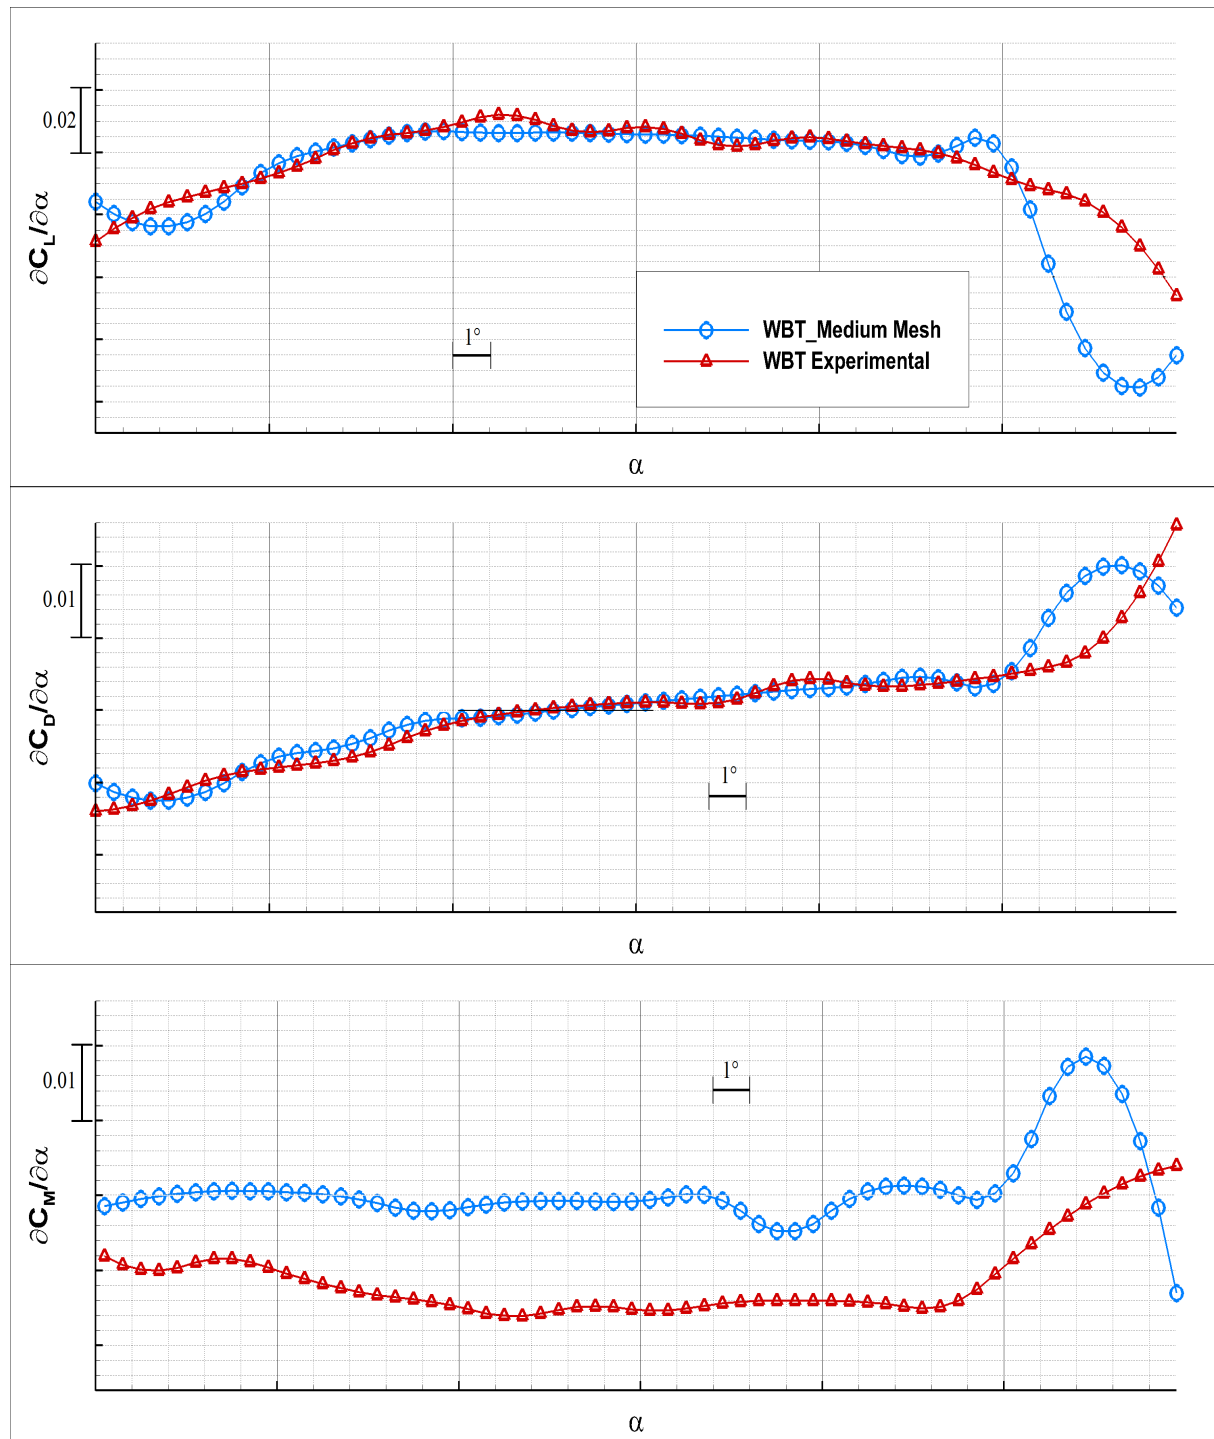 0.02
∂CL/∂α
1°
WBT_Medium Mesh
WBT Experimental
α
0.01
∂CD/∂α
1°
α
0.01
1°
∂CM/∂α
α